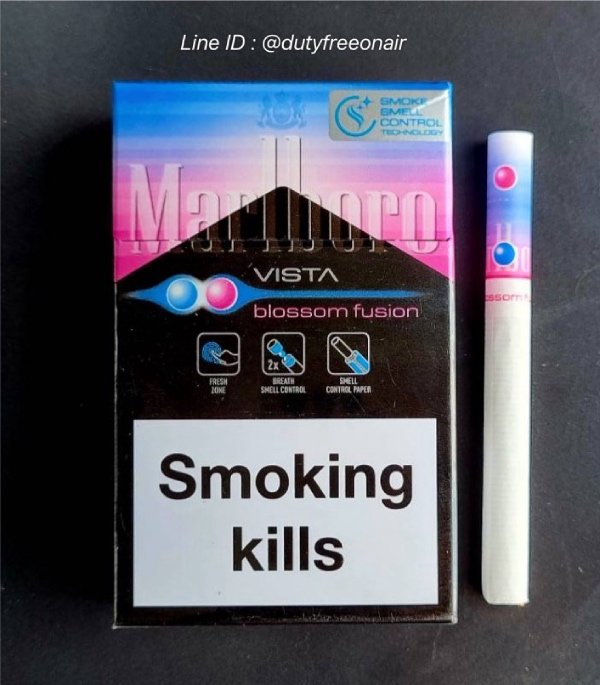 Line ID : @dutyfreeonair
SMOKE
SMELL
CONTROL
TECHNOLOGY
Marlboro
VISTA
blossom fusion
2x
FRESH
ZONE
BREATH
SMELL CONTROL
SMELL
CONTROL PAPER
Smoking
kills